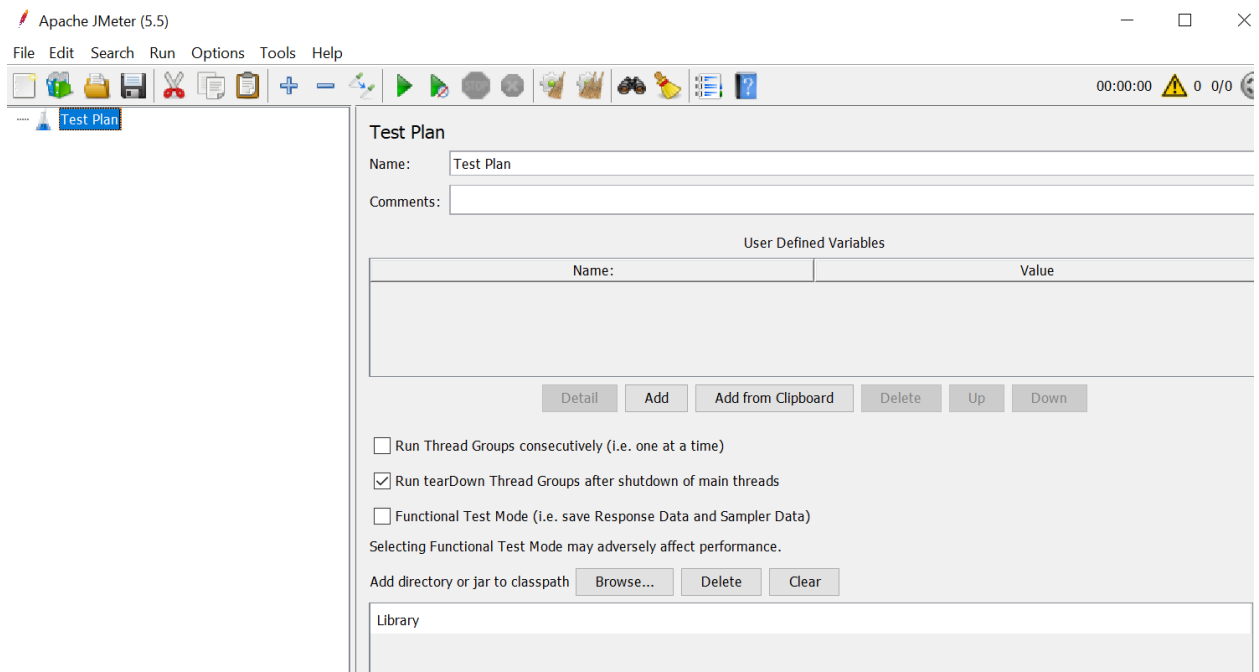 Apache JMeter (5.5)
File Edit Search Run Options Tools Help
STOP
00:00:00 0 0/0
Test Plan
Test Plan
Name: Test Plan
Comments:
User Defined Variables
Name: Value
Detail Add Add from Clipboard Delete Up Down
Run Thread Groups consecutively (i.e. one at a time)
Run tearDown Thread Groups after shutdown of main threads
Functional Test Mode (i.e. save Response Data and Sampler Data)
Selecting Functional Test Mode may adversely affect performance.
Add directory or jar to classpath Browse... Delete Clear
Library